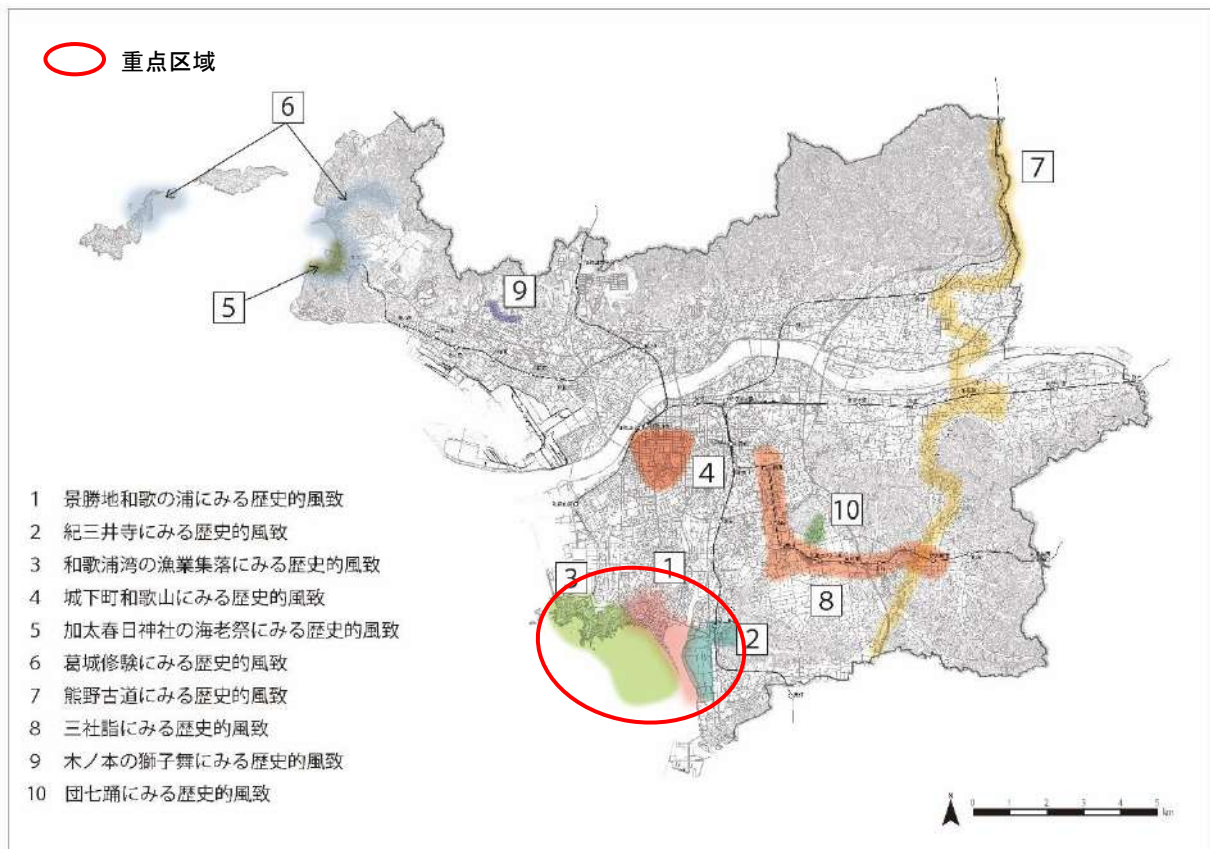 重点区域
6
7
5
9
4
10
1
3
8
2
1 景勝地和歌の浦にみる歴史的風致
2 紀三井寺にみる歴史的風致
3 和歌浦湾の漁業集落にみる歴史的風致
4 城下町和歌山にみる歴史的風致
5 加太春日神社の海老祭にみる歴史的風致
6 葛城修験にみる歴史的風致
7 熊野古道にみる歴史的風致
8 三社詣にみる歴史的風致
9 木ノ本の獅子舞にみる歴史的風致
10 団七踊にみる歴史的風致
N
0 1 2 3 4 5
km